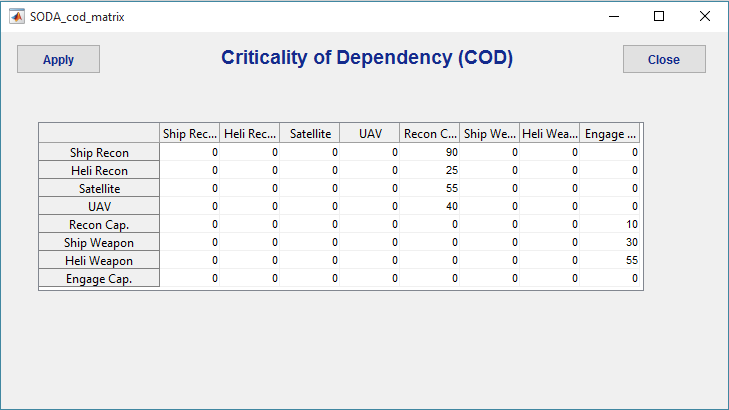 SODA_cod_matrix
Apply Criticality of Dependency (COD) Close
Ship Rec... Heli Rec... Satellite UAV Recon C... Ship We... Heli Wea... Engage ...
Ship Recon 0 0 0 0 90 0 0 0
Heli Recon 0 0 0 0 25 0 0 0
Satellite 0 0 0 0 55 0 0 0
UAV 0 0 0 0 40 0 0 0
Recon Cap. 0 0 0 0 0 0 0 10
Ship Weapon 0 0 0 0 0 0 0 30
Heli Weapon 0 0 0 0 0 0 0 55
Engage Cap. 0 0 0 0 0 0 0 0